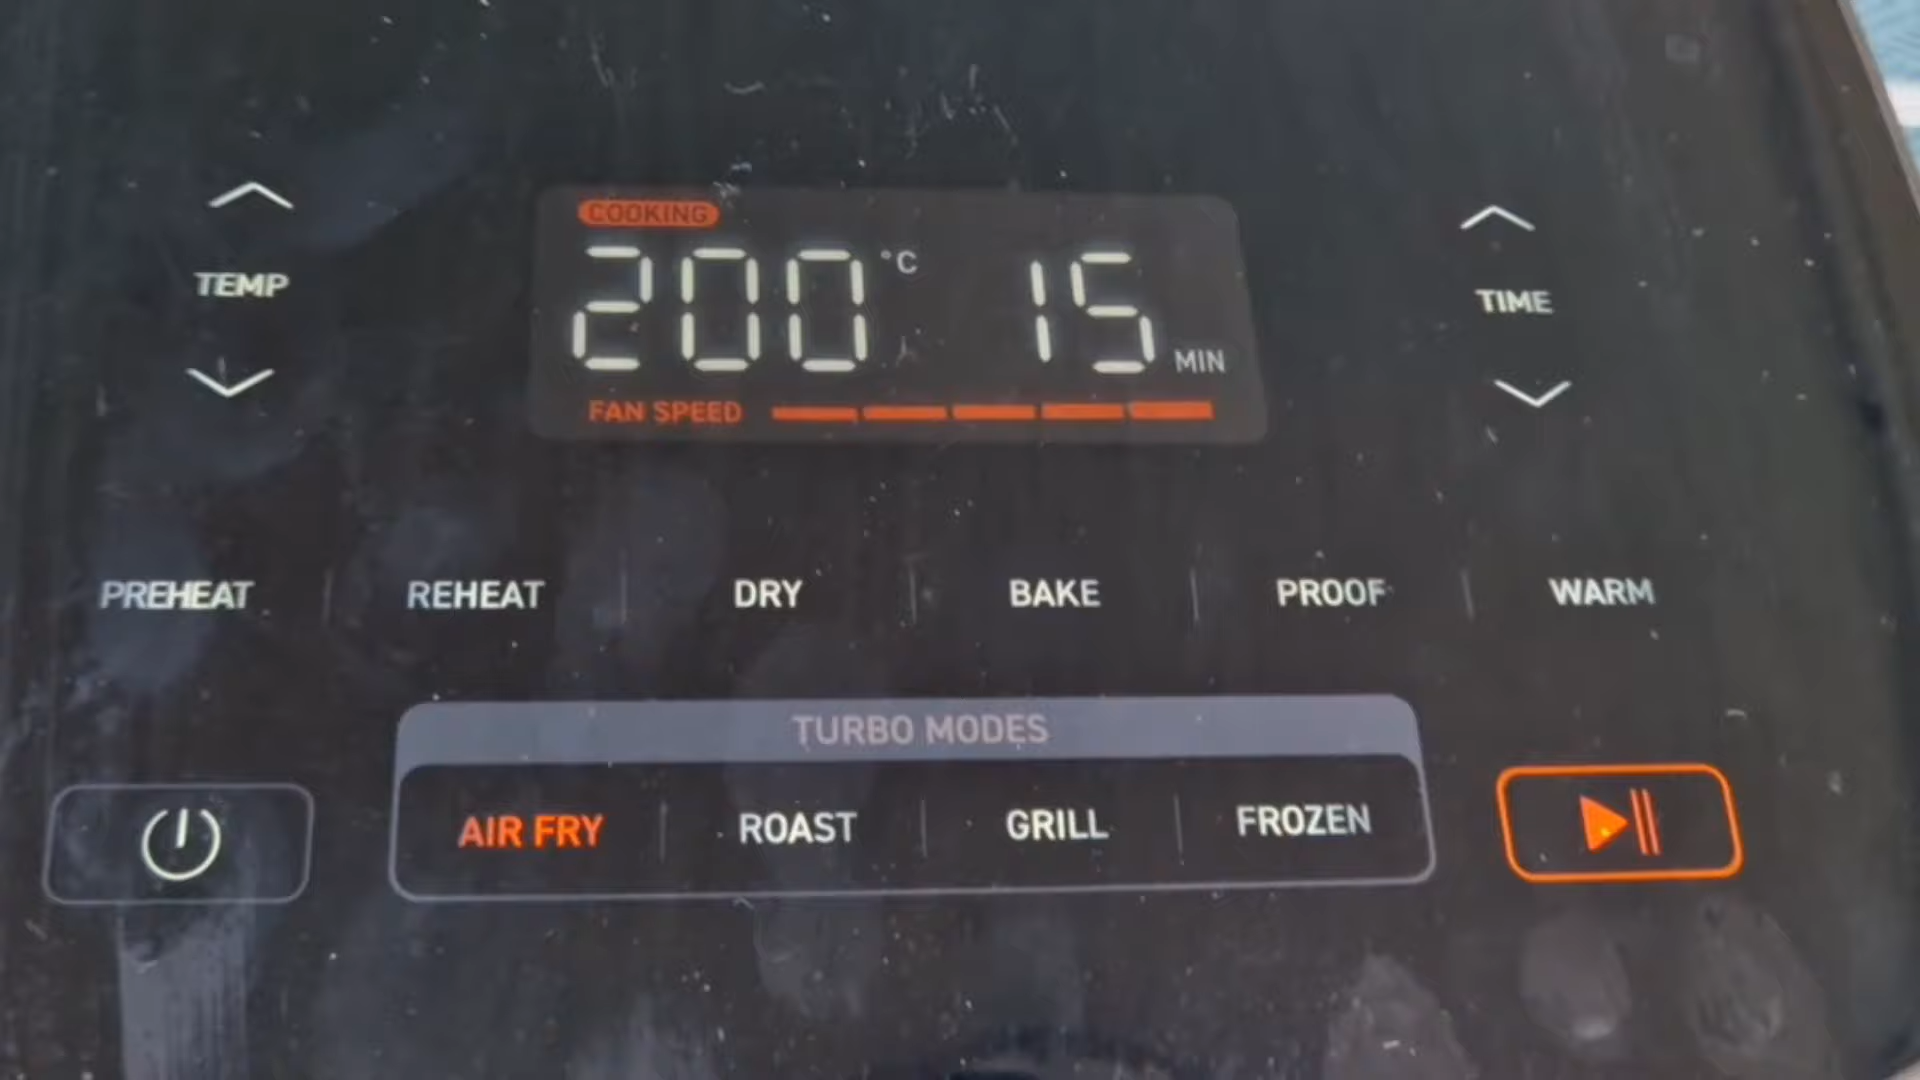 COOKING
TEMP
200 °C 15 MIN
TIME
FAN SPEED
PREHEAT REHEAT DRY BAKE PROOF WARM
TURBO MODES
AIR FRY ROAST GRILL FROZEN